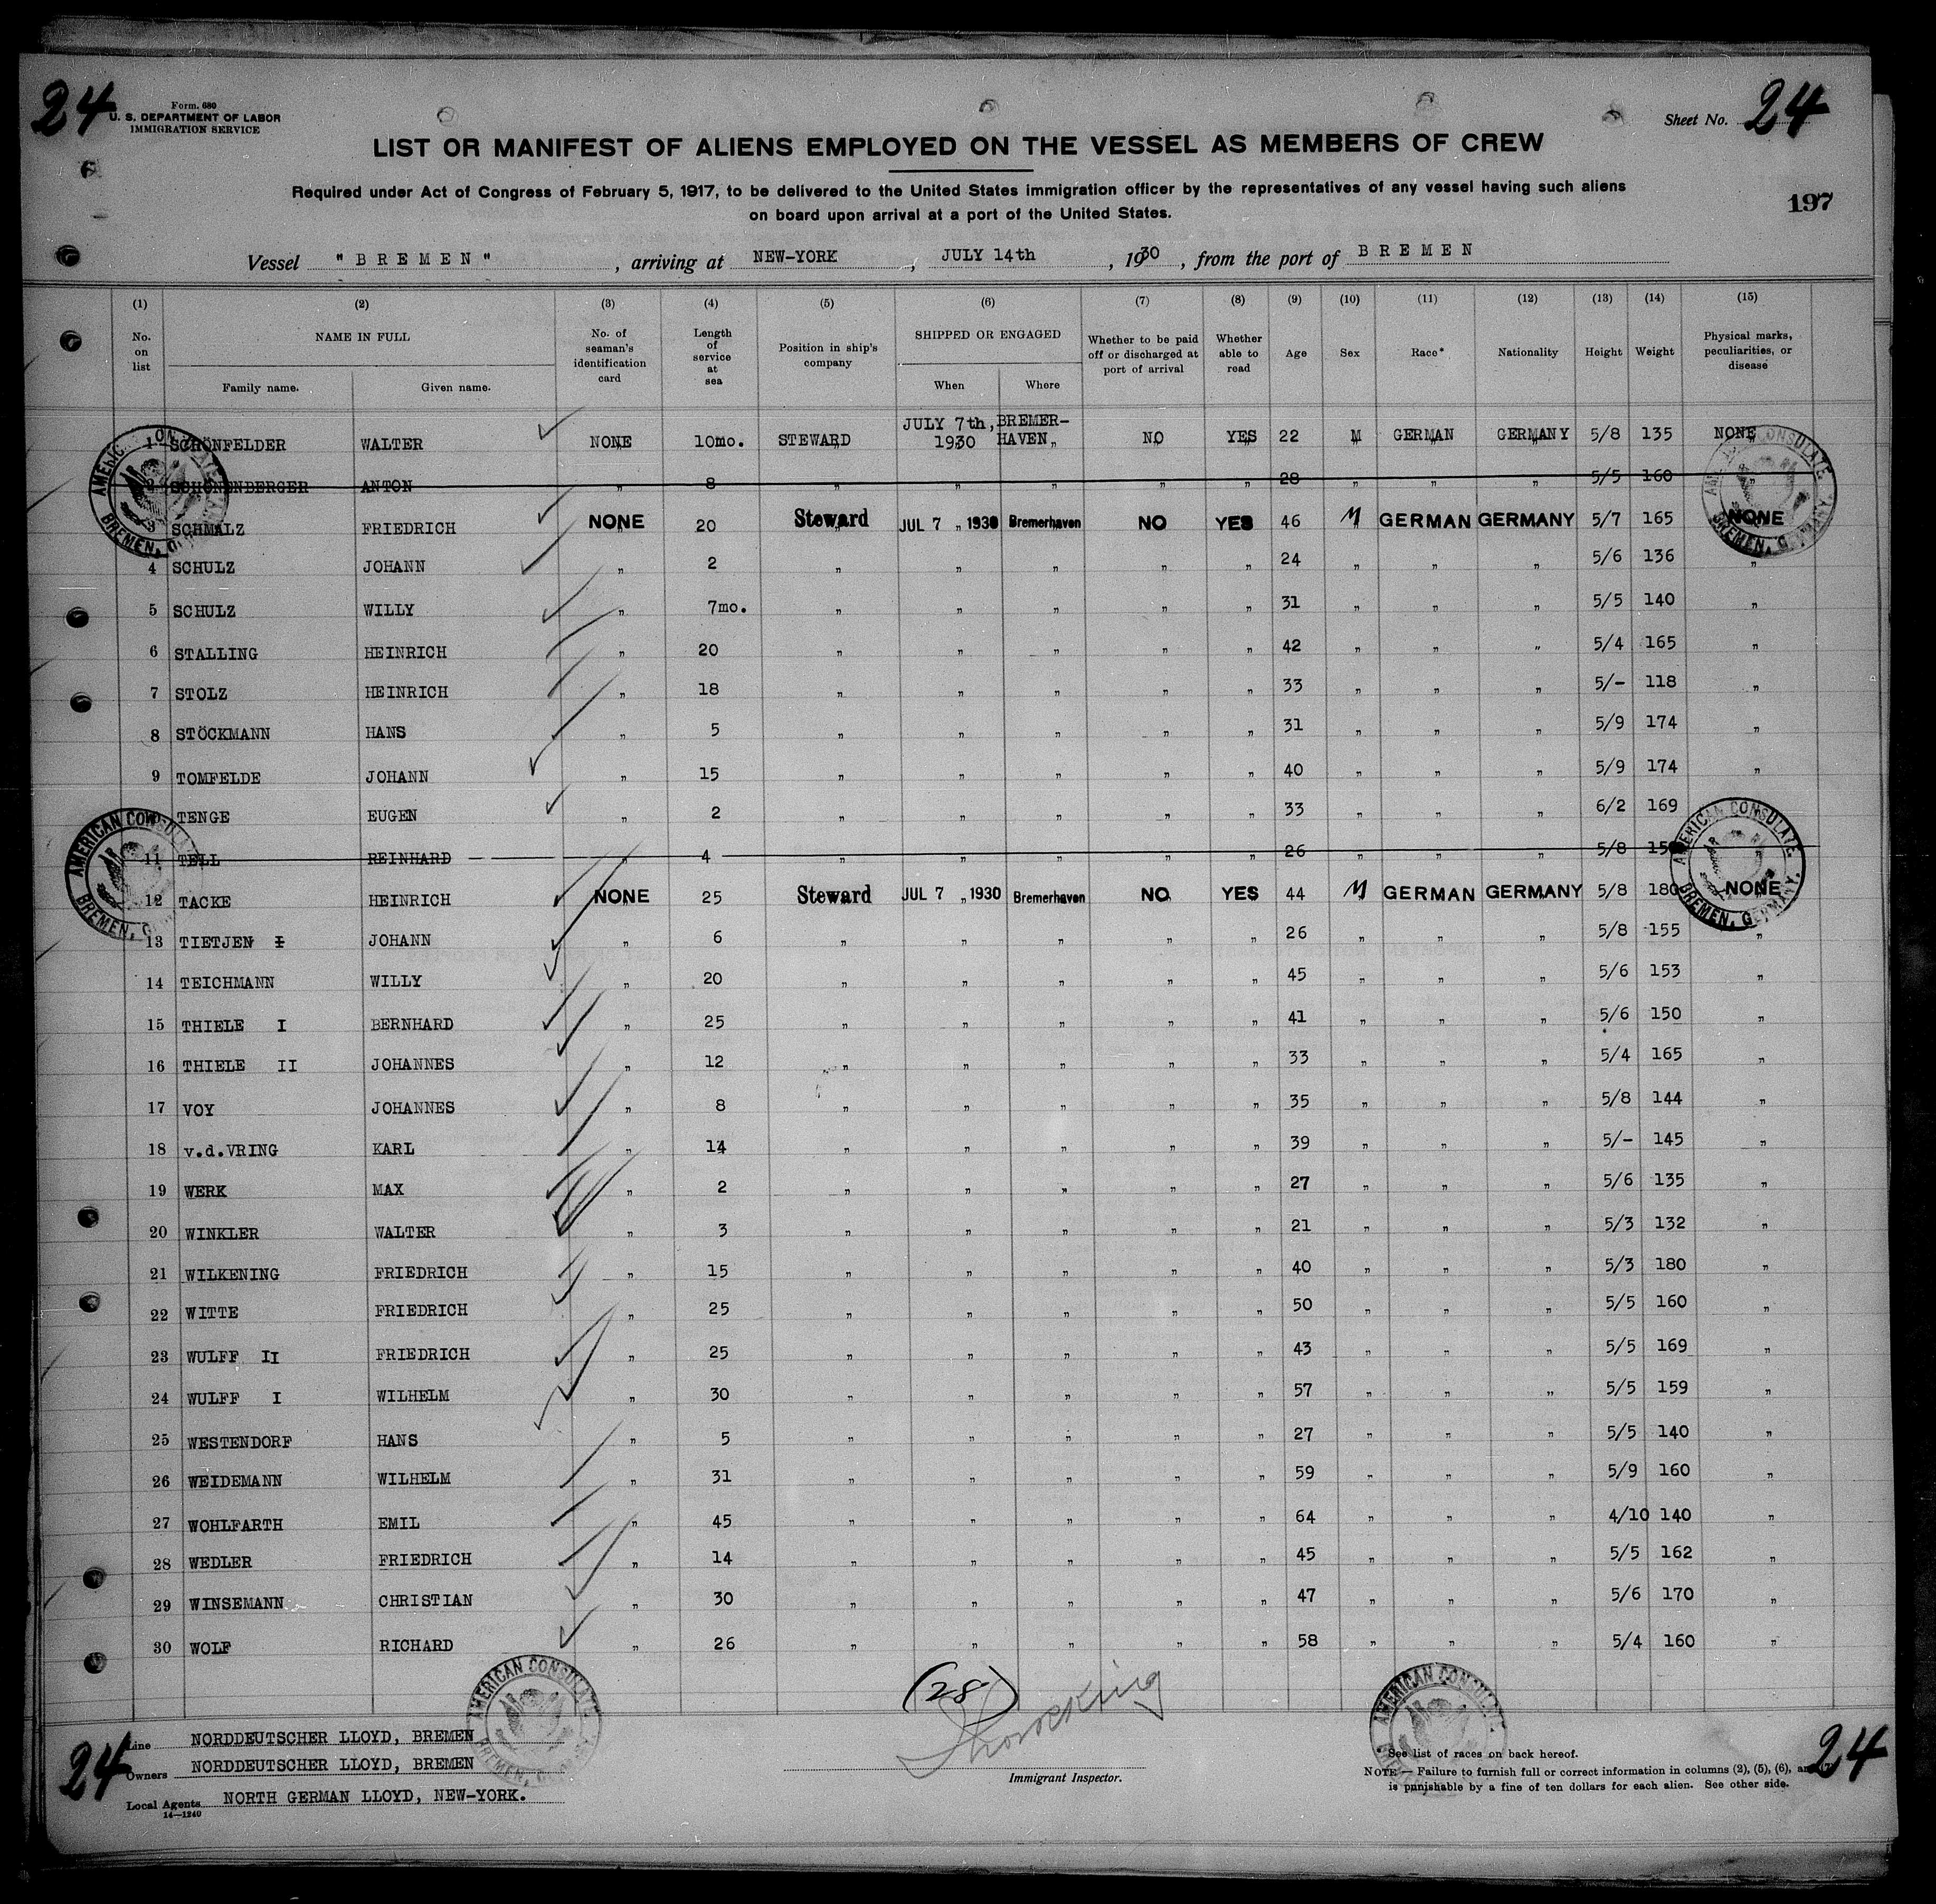 24
Form. 680
U. S. DEPARTMENT OF LABOR
IMMIGRATION SERVICE
Sheet No. 24
LIST OR MANIFEST OF ALIENS EMPLOYED ON THE VESSEL AS MEMBERS OF CREW
Required under Act of Congress of February 5, 1917, to be delivered to the United States immigration officer by the representatives of any vessel having such aliens
on board upon arrival at a port of the United States.
197
Vessel "BREMEN", arriving at NEW-YORK, JULY 14th, 1930, from the port of BREMEN
(1) (2) (3) (4) (5) (6) (7) (8) (9) (10) (11) (12) (13) (14) (15)
No. on list NAME IN FULL Family name. Given name. No. of seaman's identification card Length of service at sea Position in ship's company SHIPPED OR ENGAGED When Where Whether to be paid off or discharged at port of arrival Whether able to read Age Sex Race* Nationality Height Weight Physical marks, peculiarities, or disease
1 SCHÖNFELDER WALTER NONE 10mo. STEWARD JULY 7th, 1930 BREMER-HAVEN NO YES 22 M GERMAN GERMANY 5/8 135 NONE
2 SCHÖNENBERGER ANTON " 8 " " " " " 28 " " " 5/5 160 "
3 SCHMALZ FRIEDRICH NONE 20 Steward JUL 7 1930 Bremerhaven NO YES 46 M GERMAN GERMANY 5/7 165 NONE
4 SCHULZ JOHANN " 2 " " " " " 24 " " " 5/6 136 "
5 SCHULZ WILLY " 7mo. " " " " " 31 " " " 5/5 140 "
6 STALLING HEINRICH " 20 " " " " " 42 " " " 5/4 165 "
7 STOLZ HEINRICH " 18 " " " " " 33 " " " 5/- 118 "
8 STÖCKMANN HANS " 5 " " " " " 31 " " " 5/9 174 "
9 TOMFELDE JOHANN " 15 " " " " " 40 " " " 5/9 174 "
TENGE EUGEN " 2 " " " " " 33 " " " 6/2 169
11 TELL REINHARD " 4 " " " " " 26 " " " 5/8
12 TACKE HEINRICH NONE 25 Steward JUL 7 1930 Bremerhaven NO YES 44 M GERMAN GERMANY 5/8 180 NONE
13 TIETJEN I JOHANN " 6 " " " " " 26 " " " 5/8 155 "
14 TEICHMANN WILLY " 20 " " " " " 45 " " " 5/6 153 "
15 THIELE I BERNHARD " 25 " " " " " 41 " " " 5/6 150 "
16 THIELE II JOHANNES " 12 " " " " " 33 " " " 5/4 165 "
17 VOY JOHANNES " 8 " " " " " 35 " " " 5/8 144 "
18 v.d.VRING KARL " 14 " " " " " 39 " " " 5/- 145 "
19 WERK MAX " 2 " " " " " 27 " " " 5/6 135 "
20 WINKLER WALTER " 3 " " " " " 21 " " " 5/3 132 "
21 WILKENING FRIEDRICH " 15 " " " " " 40 " " " 5/3 180 "
22 WITTE FRIEDRICH " 25 " " " " " 50 " " " 5/5 160 "
23 WULFF II FRIEDRICH " 25 " " " " " 43 " " " 5/5 169 "
24 WULFF I WILHELM " 30 " " " " " 57 " " " 5/5 159 "
25 WESTENDORF HANS " 5 " " " " " 27 " " " 5/5 140 "
26 WEIDEMANN WILHELM " 31 " " " " " 59 " " " 5/9 160 "
27 WOHLFARTH EMIL " 45 " " " " " 64 " " " 4/10 140 "
28 WEDLER FRIEDRICH " 14 " " " " " 45 " " " 5/5 162 "
29 WINSEMANN CHRISTIAN " 30 " " " " " 47 " " " 5/6 170 "
30 WOLF RICHARD " 26 " " " " " 58 " " " 5/4 160 "
AMERICAN CONSULATE
BREMEN, GERMANY.
(28)
Line NORDDEUTSCHER LLOYD, BREMEN
Owners NORDDEUTSCHER LLOYD, BREMEN
Local Agents NORTH GERMAN LLOYD, NEW-YORK.
14—1240
Immigrant Inspector.
* See list of races on back hereof.
NOTE.—Failure to furnish full or correct information in columns (2), (5), (6),
is punishable by a fine of ten dollars for each alien. See other side.
24
24